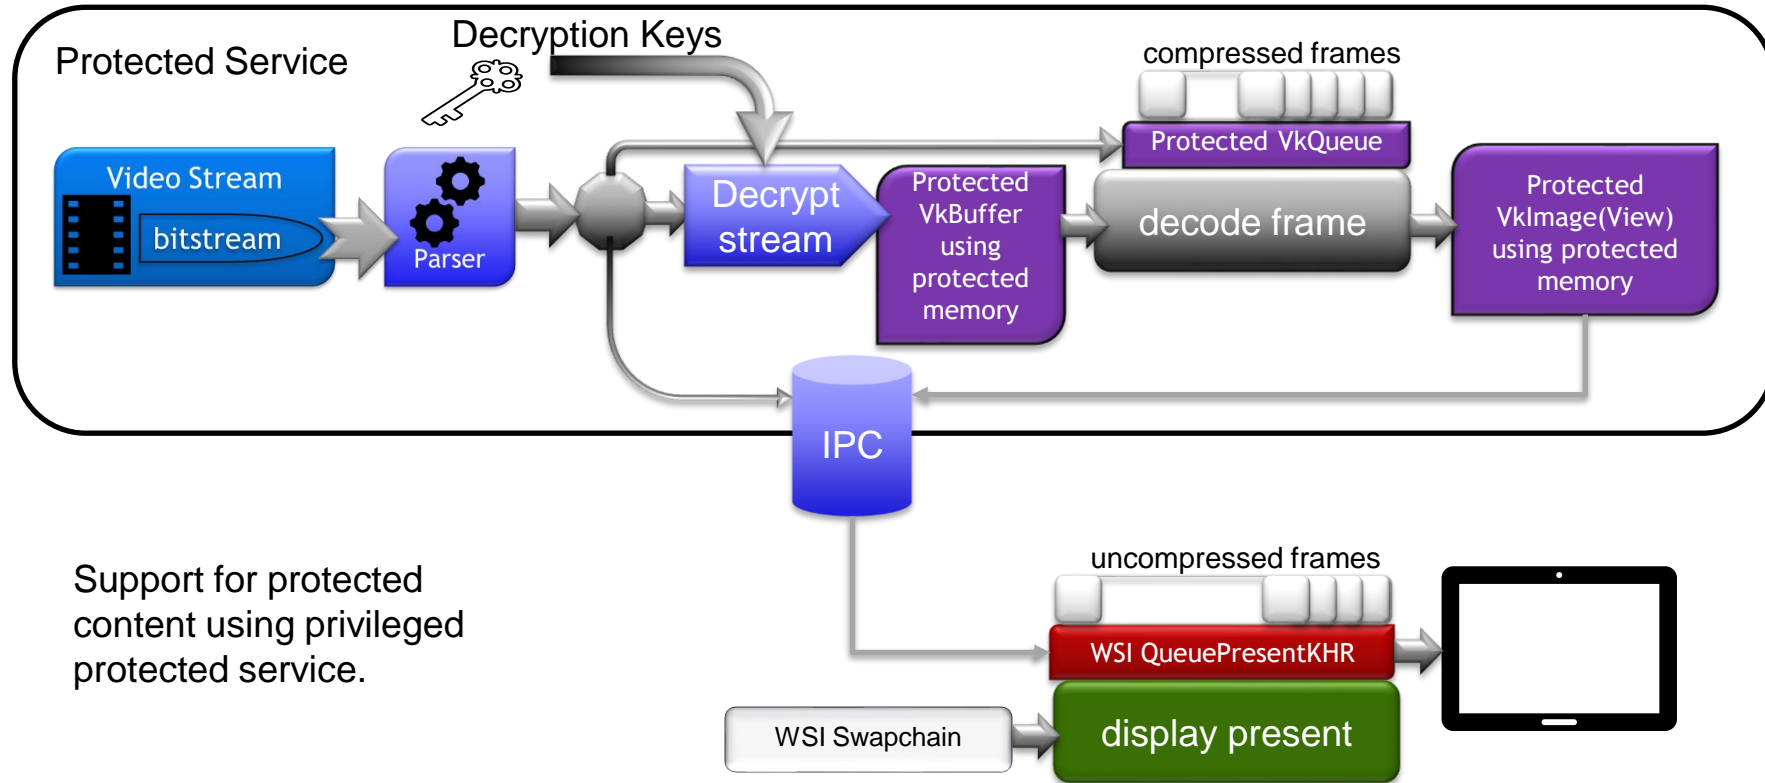 Decryption Keys
Protected Service
compressed frames
Protected VkQueue
Video Stream
bitstream
Parser
Decrypt
stream
Protected
VkBuffer
using
protected
memory
decode frame
Protected
VkImage(View)
using protected
memory
IPC
Support for protected
content using privileged
protected service.
uncompressed frames
WSI QueuePresentKHR
WSI Swapchain
display present